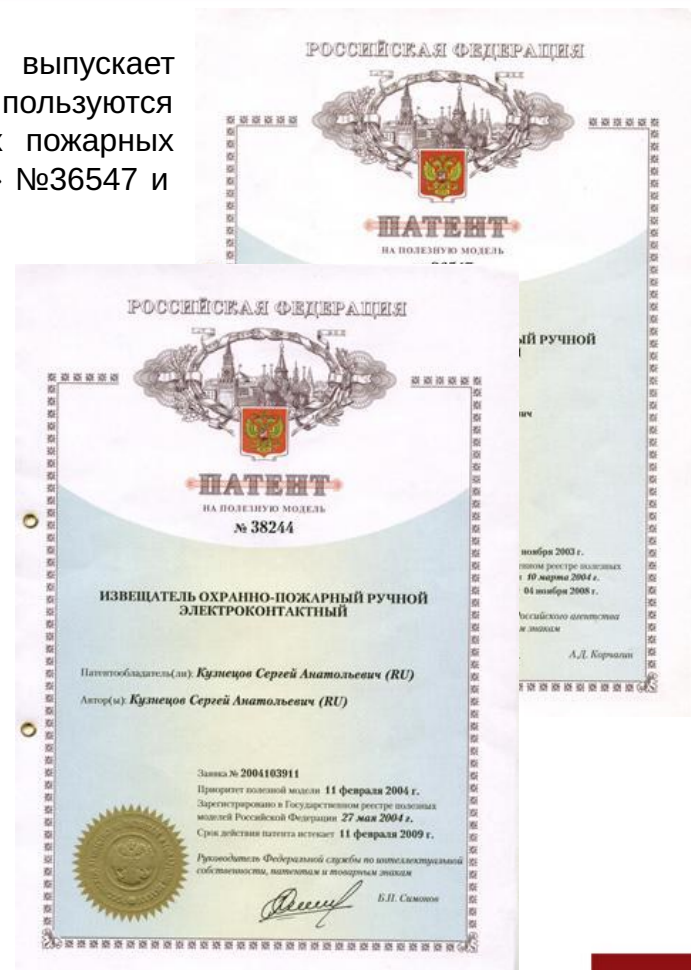 выпускает
пользуются
пожарных
№36547 и
РОССИЙСКАЯ ФЕДЕРАЦИЯ
ПАТЕНТ
НА ПОЛЕЗНУЮ МОДЕЛЬ
ЫЙ РУЧНОЙ
ноября 2003 г.
10 марта 2004 г.
04 ноября 2008 г.
А.Д. Корчагин
РОССИЙСКАЯ ФЕДЕРАЦИЯ
ПАТЕНТ
НА ПОЛЕЗНУЮ МОДЕЛЬ
№ 38244
ИЗВЕЩАТЕЛЬ ОХРАННО-ПОЖАРНЫЙ РУЧНОЙ
ЭЛЕКТРОКОНТАКТНЫЙ
Патентообладатель(ли): Кузнецов Сергей Анатольевич (RU)
Автор(ы): Кузнецов Сергей Анатольевич (RU)
Заявка № 2004103911
Приоритет полезной модели 11 февраля 2004 г.
Зарегистрировано в Государственном реестре полезных
моделей Российской Федерации 27 мая 2004 г.
Срок действия патента истекает 11 февраля 2009 г.
Руководитель Федеральной службы по интеллектуальной
собственности, патентам и товарным знакам
Б.П. Симонов